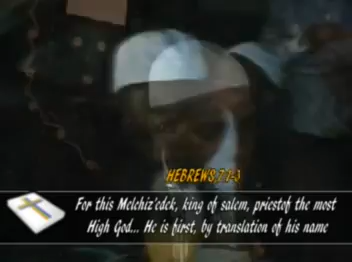 HEBREWS,7:1-3
For this Melchiz'edek, king of salem, priestof the most
High God... He is first, by translation of his name